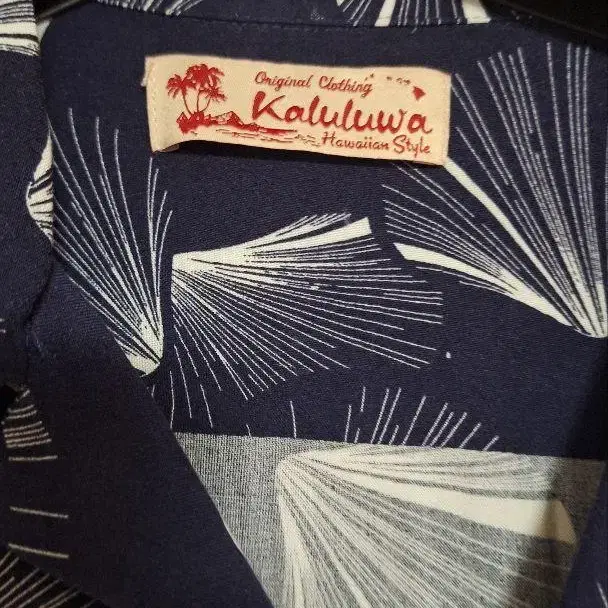 Original Clothing
Kaluluwa
Hawaiian Style